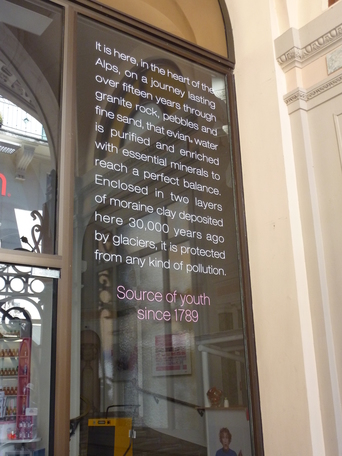 It is here, in the heart of the
Alps, on a journey lasting
over fifteen years through
granite rock, pebbles and
fine sand, that evian® water
is purified and enriched
with essential minerals to
reach a perfect balance.
Enclosed in two layers
of moraine clay deposited
here 30,000 years ago
by glaciers, it is protected
from any kind of pollution.
Source of youth
since 1789